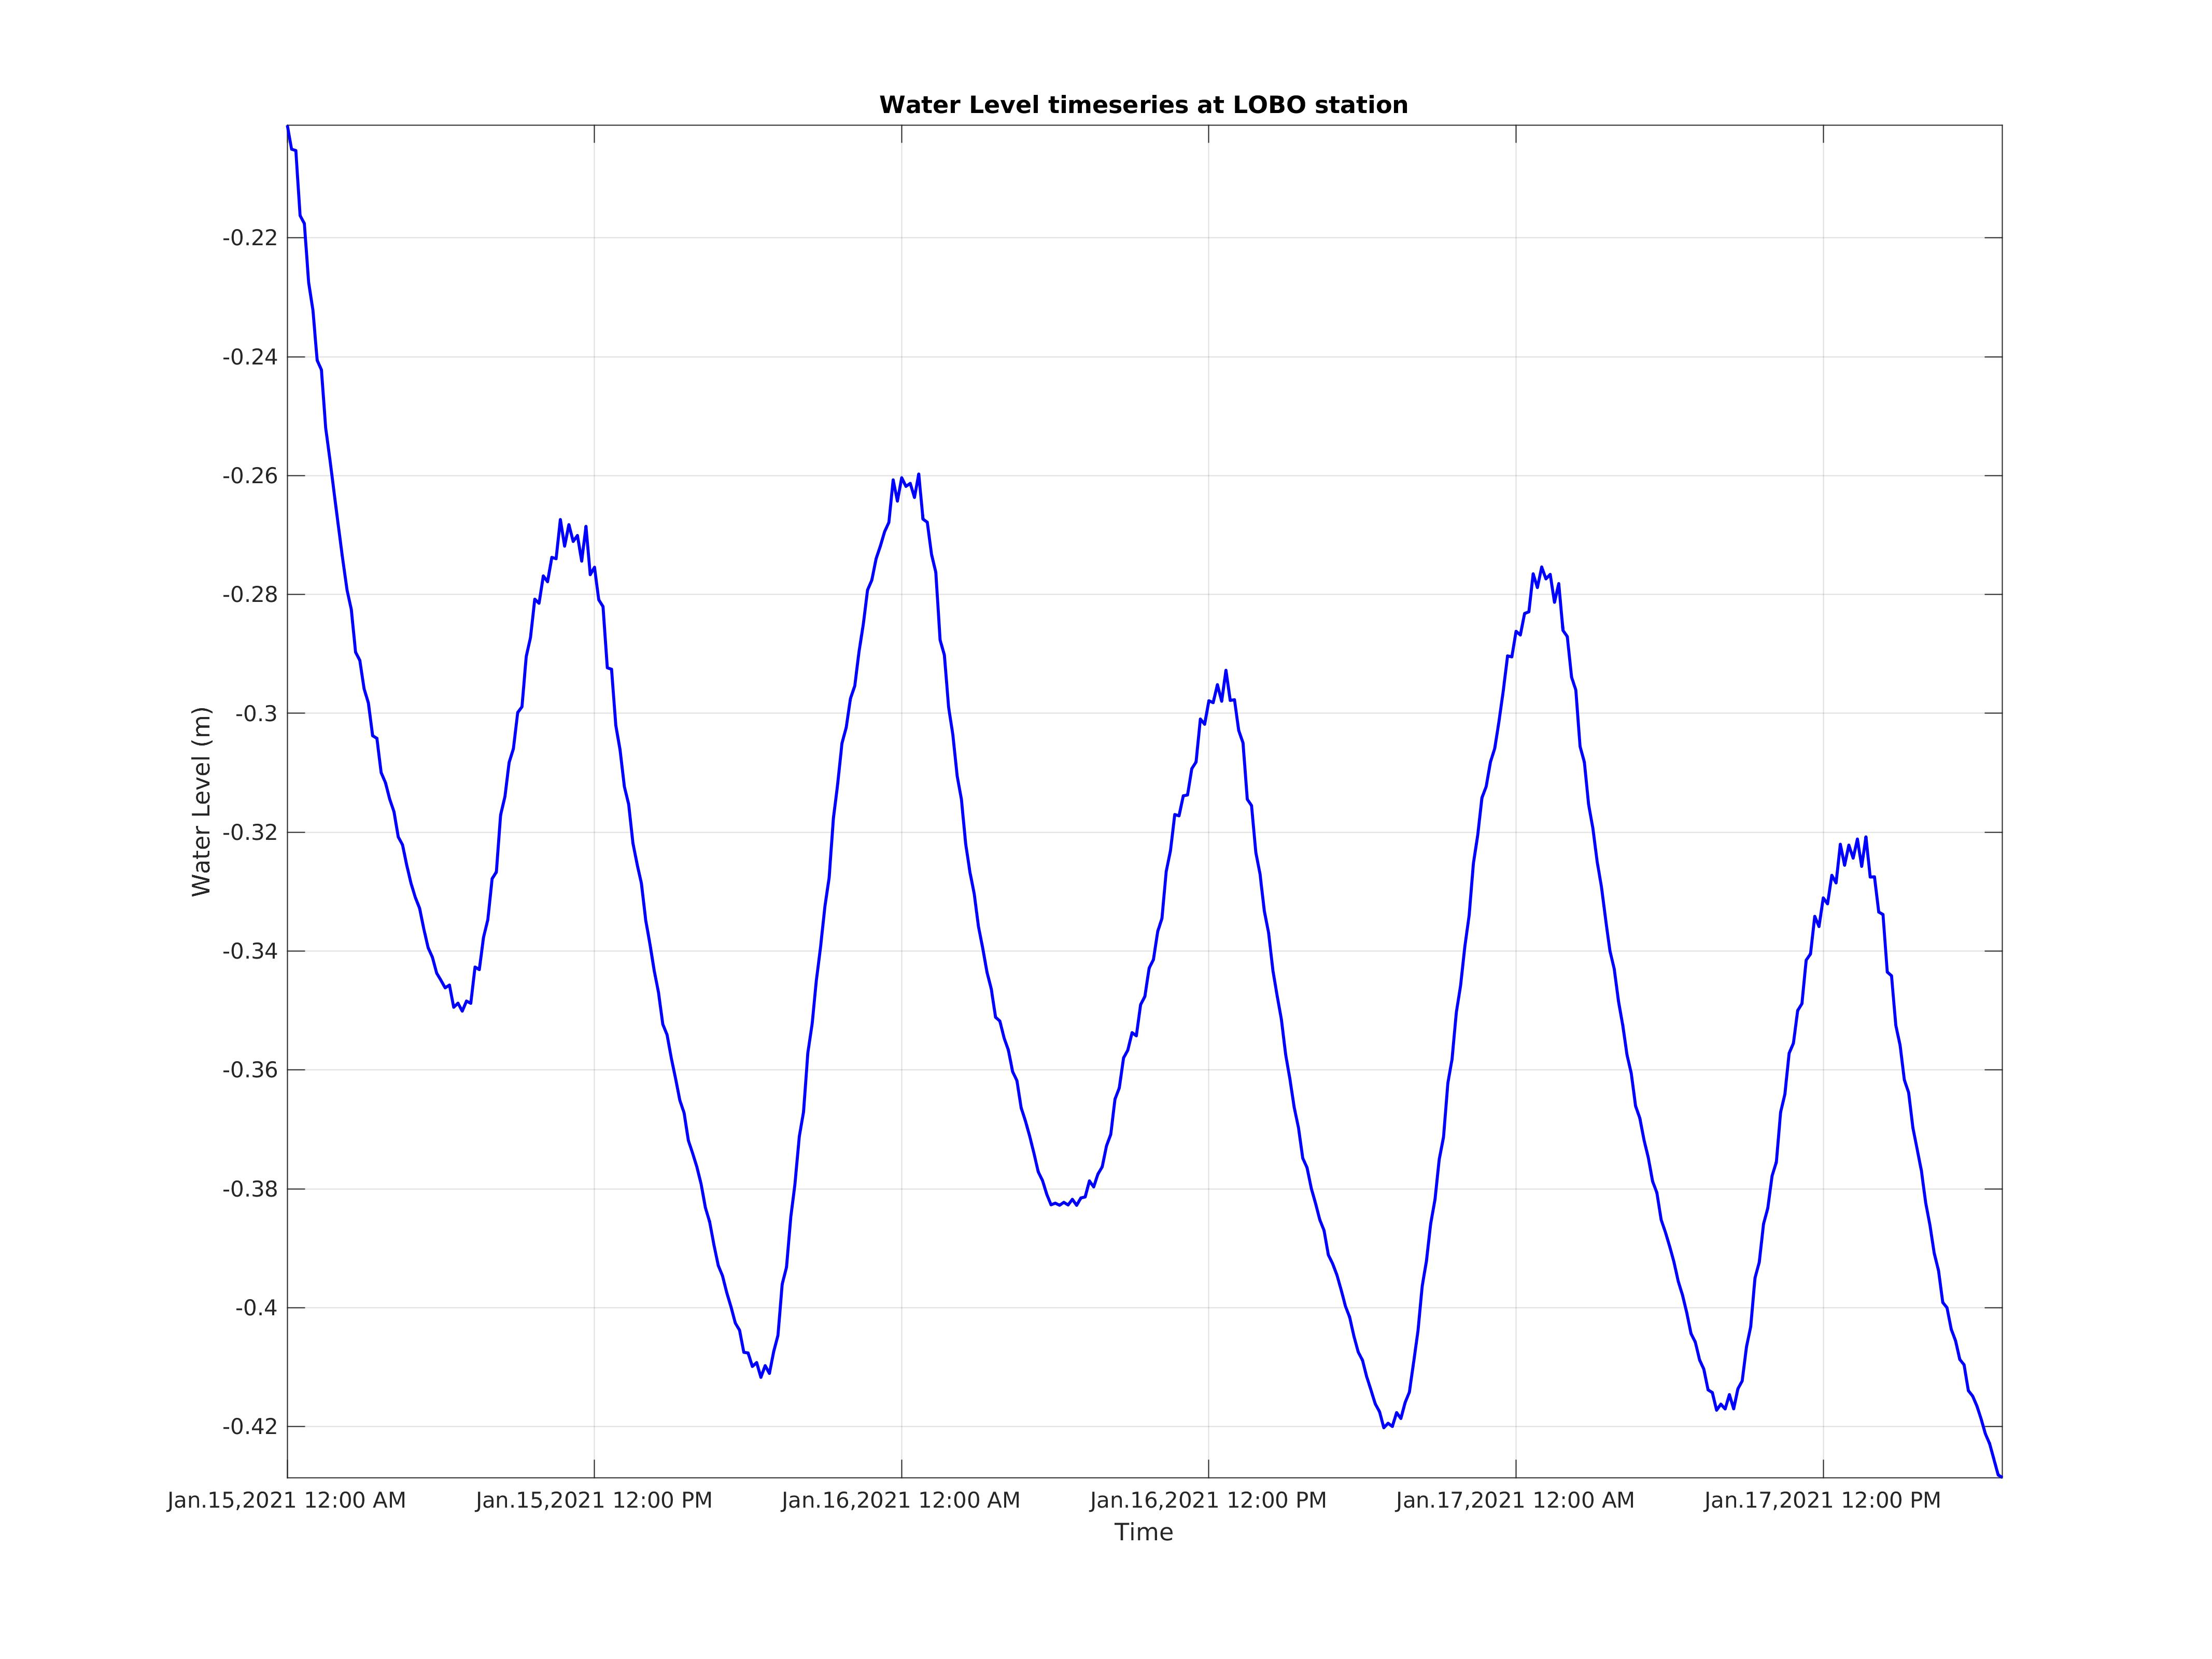 Water Level timeseries at LOBO station
-0.22
-0.24
-0.26
-0.28
-0.3
-0.32
-0.34
-0.36
-0.38
-0.4
-0.42
Water Level (m)
Jan.15,2021 12:00 AM Jan.15,2021 12:00 PM Jan.16,2021 12:00 AM Jan.16,2021 12:00 PM Jan.17,2021 12:00 AM Jan.17,2021 12:00 PM
Time